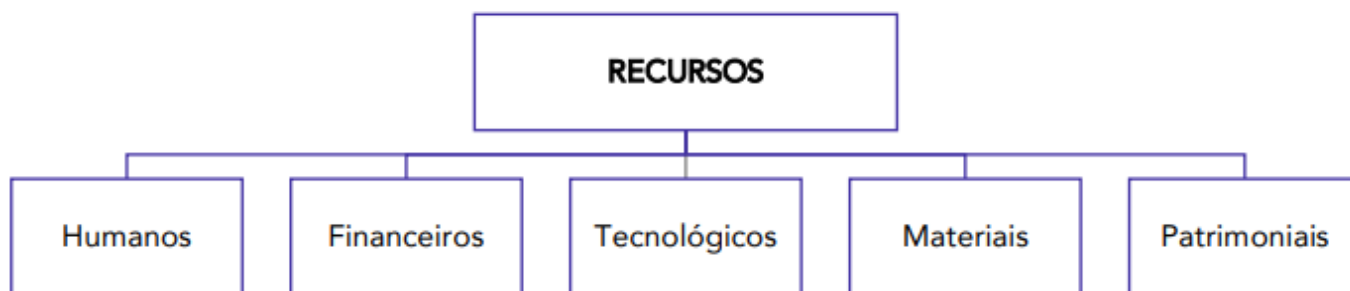 RECURSOS
Humanos
Financeiros
Tecnológicos
Materiais
Patrimoniais